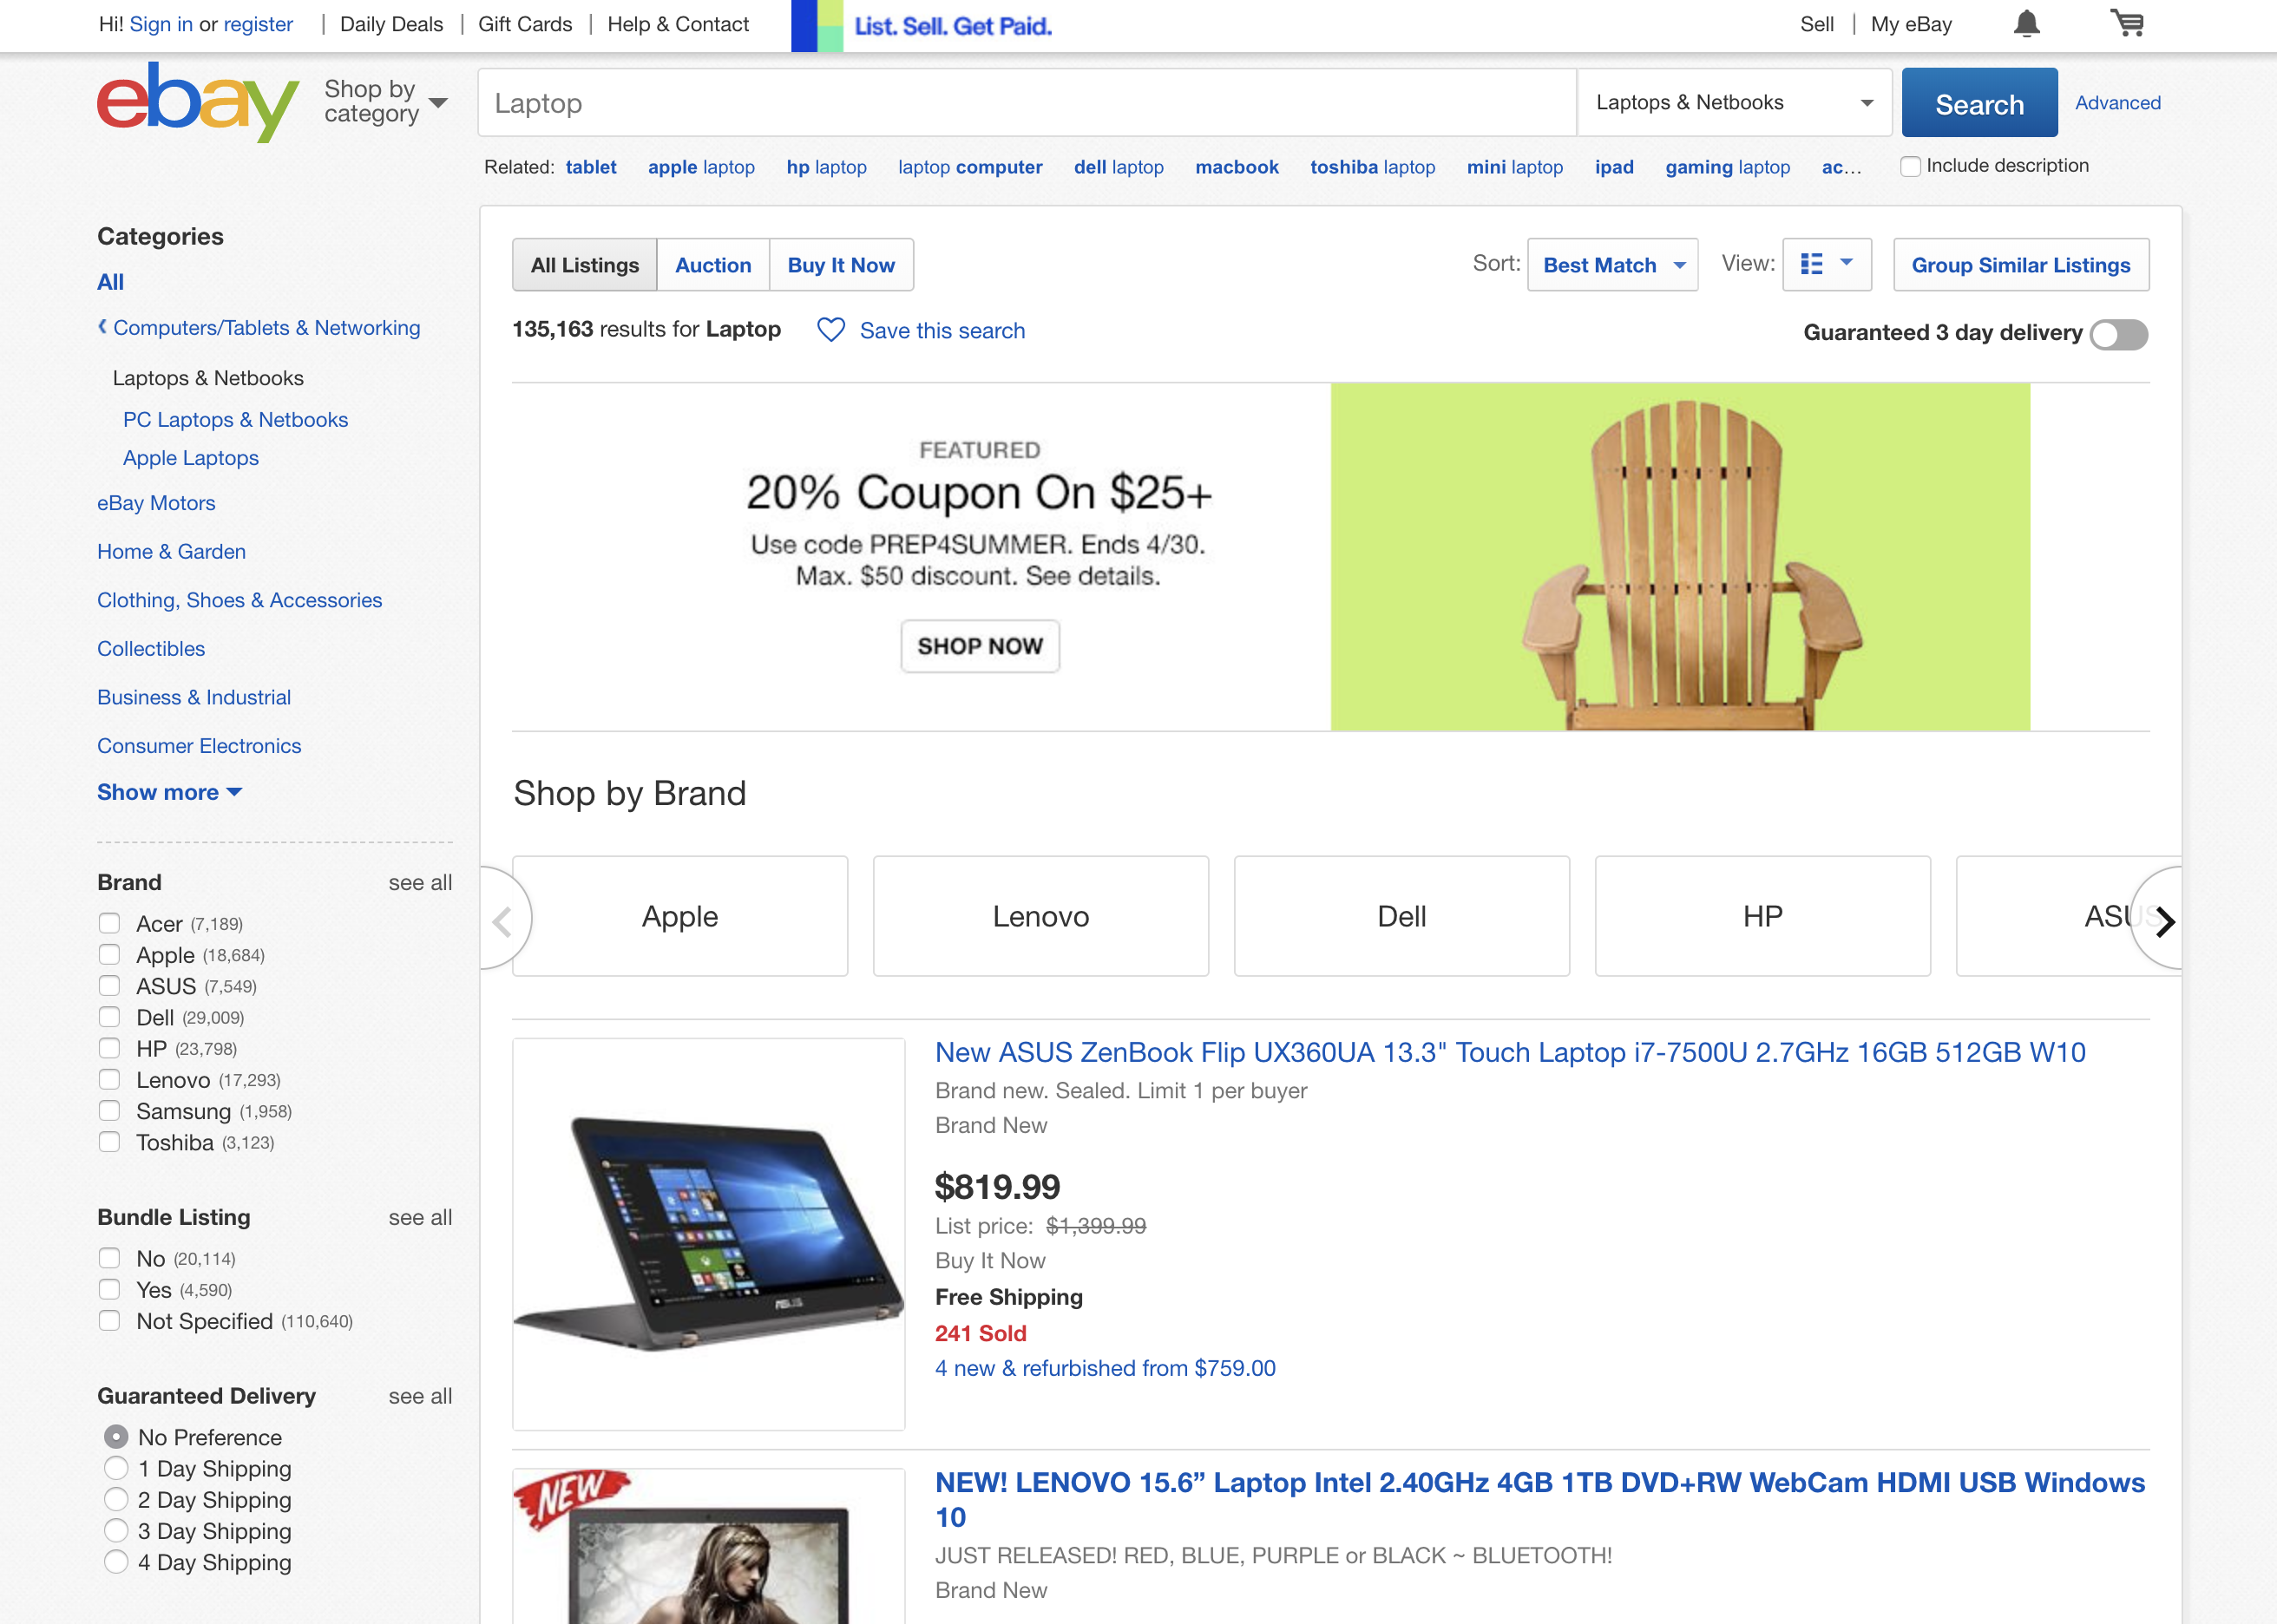 Hi! Sign in or register | Daily Deals | Gift Cards | Help & Contact
List. Sell. Get Paid.
Sell | My eBay
ebay
Shop by
category
Laptop
Laptops & Netbooks
Search
Advanced
Related: tablet apple laptop hp laptop laptop computer dell laptop macbook toshiba laptop mini laptop ipad gaming laptop ac...
Include description
Categories
All
Computers/Tablets & Networking
Laptops & Netbooks
PC Laptops & Netbooks
Apple Laptops
eBay Motors
Home & Garden
Clothing, Shoes & Accessories
Collectibles
Business & Industrial
Consumer Electronics
Show more
Brand see all
Acer (7,189)
Apple (18,684)
ASUS (7,549)
Dell (29,009)
HP (23,798)
Lenovo (17,293)
Samsung (1,958)
Toshiba (3,123)
Bundle Listing see all
No (20,114)
Yes (4,590)
Not Specified (110,640)
Guaranteed Delivery see all
No Preference
1 Day Shipping
2 Day Shipping
3 Day Shipping
4 Day Shipping
All Listings Auction Buy It Now
Sort: Best Match View: Group Similar Listings
135,163 results for Laptop Save this search
Guaranteed 3 day delivery
FEATURED
20% Coupon On $25+
Use code PREP4SUMMER. Ends 4/30.
Max. $50 discount. See details.
SHOP NOW
Shop by Brand
Apple Lenovo Dell HP ASUS
New ASUS ZenBook Flip UX360UA 13.3" Touch Laptop i7-7500U 2.7GHz 16GB 512GB W10
Brand new. Sealed. Limit 1 per buyer
Brand New
$819.99
List price: $1,399.99
Buy It Now
Free Shipping
241 Sold
4 new & refurbished from $759.00
ASUS
NEW
NEW! LENOVO 15.6” Laptop Intel 2.40GHz 4GB 1TB DVD+RW WebCam HDMI USB Windows
10
JUST RELEASED! RED, BLUE, PURPLE or BLACK ~ BLUETOOTH!
Brand New